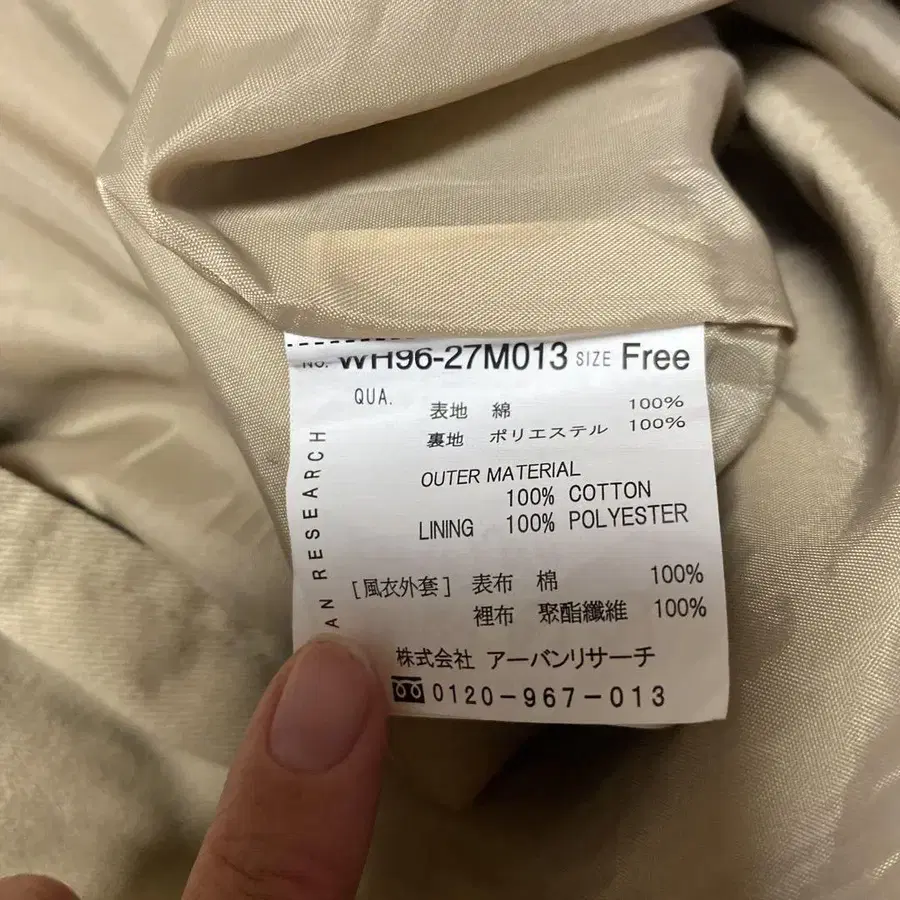 No. WH96-27M013 SIZE Free
QUA.
表地 綿 100%
裏地 ポリエステル 100%
OUTER MATERIAL
100% COTTON
LINING 100% POLYESTER
[風衣外套] 表布 棉 100%
裡布 聚酯纖維 100%
株式会社 アーバンリサーチ
0120-967-013
RESEARCH